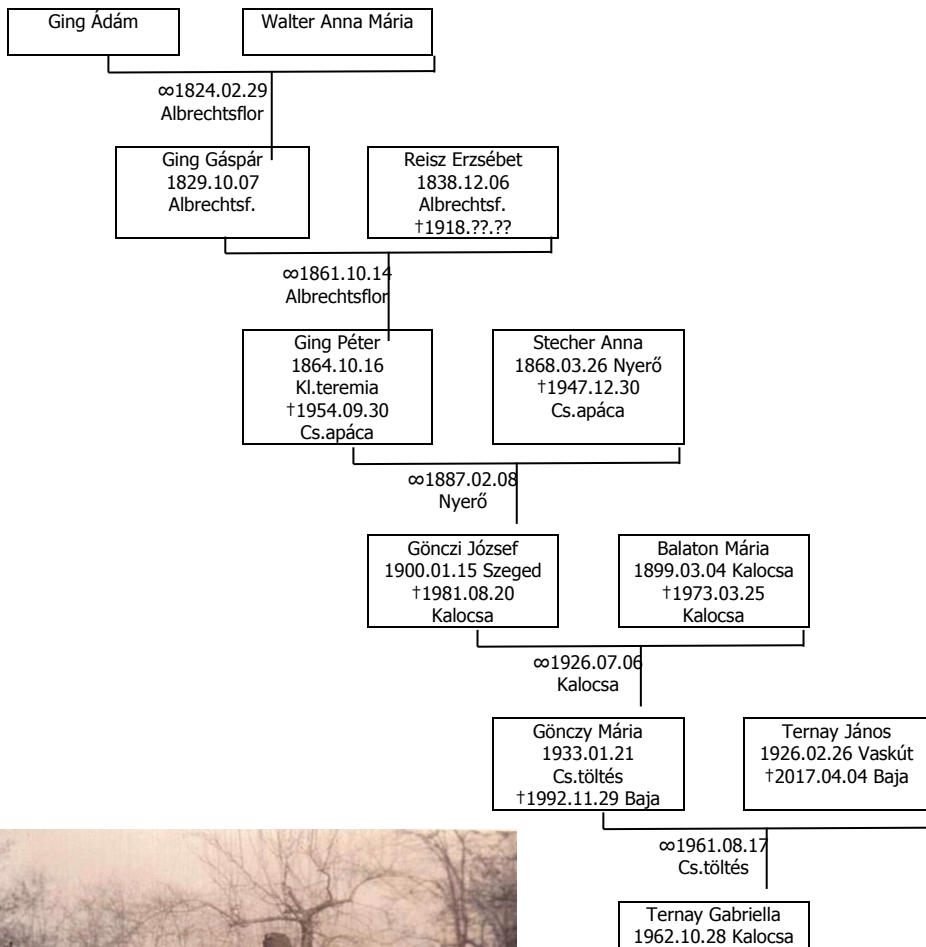 Ging Ádám
Walter Anna Mária
∞1824.02.29
Albrechtsflor
Ging Gáspár
1829.10.07
Albrechtsf.
Reisz Erzsébet
1838.12.06
Albrechtsf.
†1918.??.??
∞1861.10.14
Albrechtsflor
Ging Péter
1864.10.16
Kl.teremia
†1954.09.30
Cs.apáca
Stecher Anna
1868.03.26 Nyerő
†1947.12.30
Cs.apáca
∞1887.02.08
Nyerő
Gönczi József
1900.01.15 Szeged
†1981.08.20
Kalocsa
Balaton Mária
1899.03.04 Kalocsa
†1973.03.25
Kalocsa
∞1926.07.06
Kalocsa
Gönczy Mária
1933.01.21
Cs.töltés
†1992.11.29 Baja
Ternay János
1926.02.26 Vaskút
†2017.04.04 Baja
∞1961.08.17
Cs.töltés
Ternay Gabriella
1962.10.28 Kalocsa